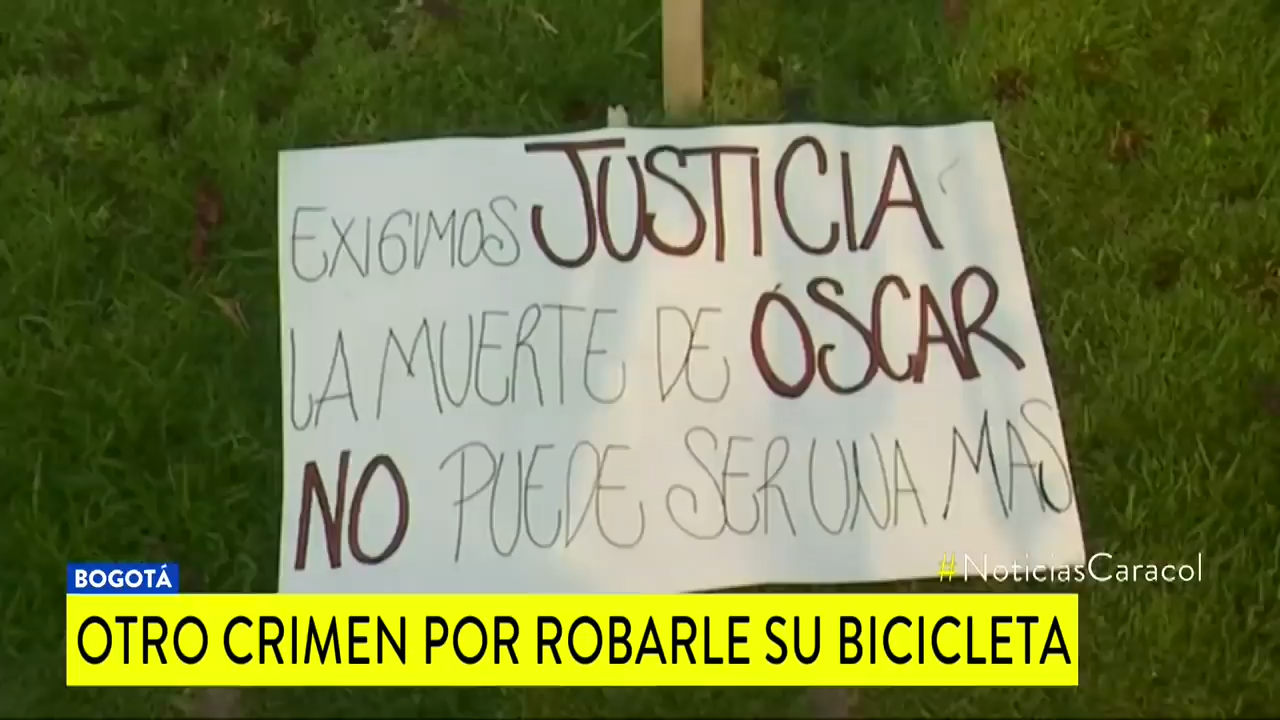 EXIGIMOS JUSTICIA
LA MUERTE DE ÓSCAR
NO PUEDE SER UNA MAS
#NoticiasCaracol
BOGOTÁ
OTRO CRIMEN POR ROBARLE SU BICICLETA